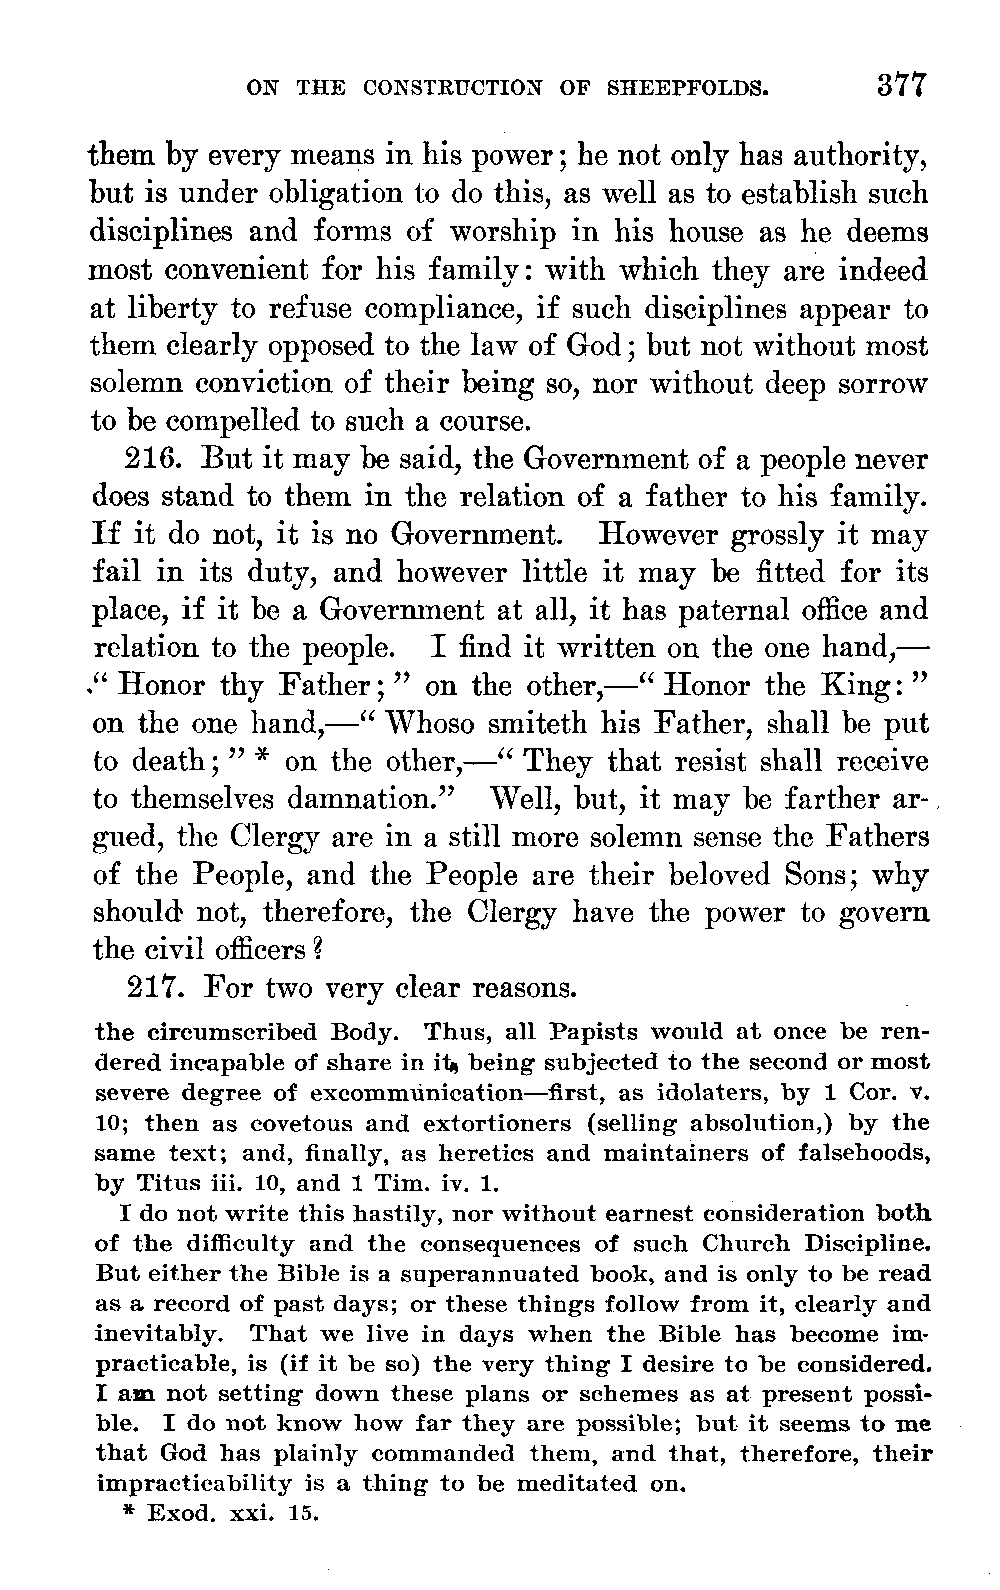 ON THE CONSTRUCTION OF SHEEPFOLDS. 377
them by every means in his power; he not only has authority,
but is under obligation to do this, as well as to establish such
disciplines and forms of worship in his house as he deems
most convenient for his family: with which they are indeed
at liberty to refuse compliance, if such disciplines appear to
them clearly opposed to the law of God; but not without most
solemn conviction of their being so, nor without deep sorrow
to be compelled to such a course.
216. But it may be said, the Government of a people never
does stand to them in the relation of a father to his family.
If it do not, it is no Government. However grossly it may
fail in its duty, and however little it may be fitted for its
place, if it be a Government at all, it has paternal office and
relation to the people. I find it written on the one hand,—
“ Honor thy Father; ” on the other,—“ Honor the King: ”
on the one hand,—“ Whoso smiteth his Father, shall be put
to death; ” * on the other,—“ They that resist shall receive
to themselves damnation.” Well, but, it may be farther ar-
gued, the Clergy are in a still more solemn sense the Fathers
of the People, and the People are their beloved Sons; why
should not, therefore, the Clergy have the power to govern
the civil officers?
217. For two very clear reasons.
the circumscribed Body. Thus, all Papists would at once be ren-
dered incapable of share in it, being subjected to the second or most
severe degree of excommunication—first, as idolaters, by 1 Cor. v.
10; then as covetous and extortioners (selling absolution,) by the
same text; and, finally, as heretics and maintainers of falsehoods,
by Titus iii. 10, and 1 Tim. iv. 1.
I do not write this hastily, nor without earnest consideration both
of the difficulty and the consequences of such Church Discipline.
But either the Bible is a superannuated book, and is only to be read
as a record of past days; or these things follow from it, clearly and
inevitably. That we live in days when the Bible has become im-
practicable, is (if it be so) the very thing I desire to be considered.
I am not setting down these plans or schemes as at present possi-
ble. I do not know how far they are possible; but it seems to me
that God has plainly commanded them, and that, therefore, their
impracticability is a thing to be meditated on.
* Exod. xxi. 15.